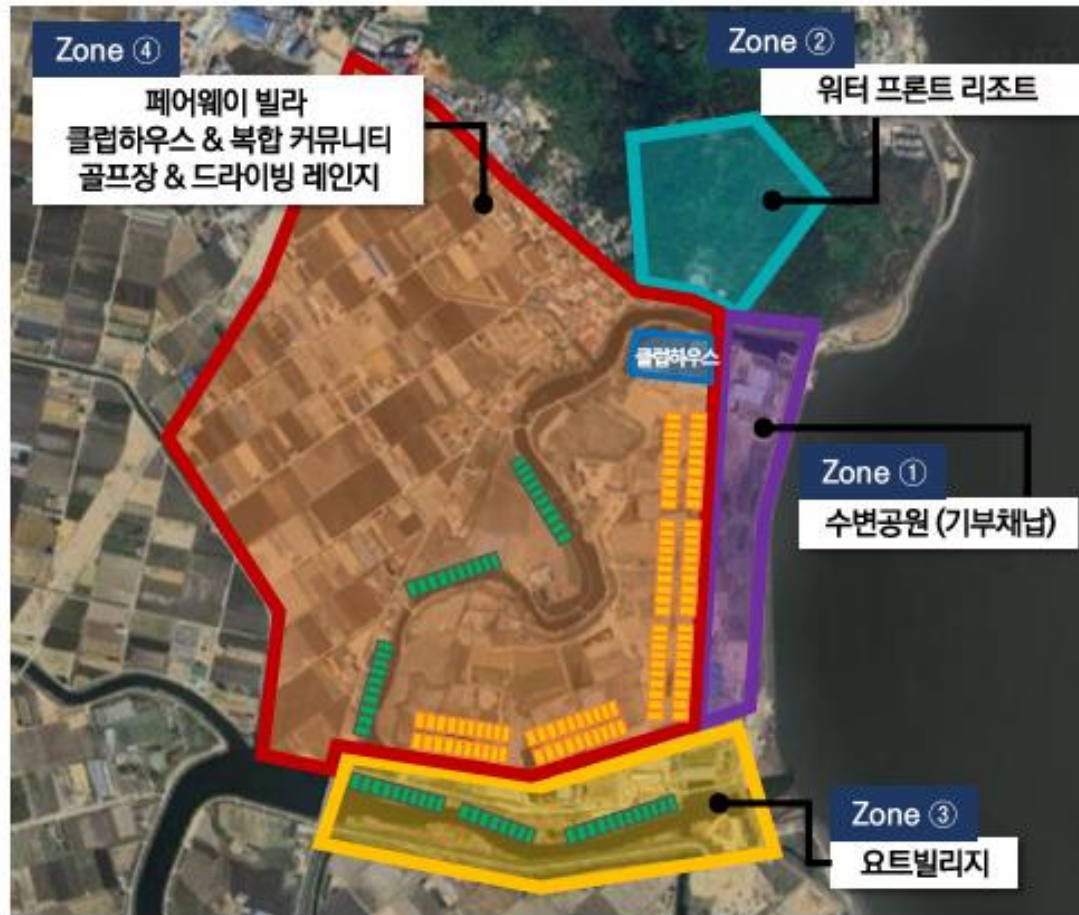 Zone ④
페어웨이 빌라
클럽하우스 & 복합 커뮤니티
골프장 & 드라이빙 레인지
Zone ②
워터 프론트 리조트
클럽하우스
Zone ①
수변공원 (기부채납)
Zone ③
요트빌리지